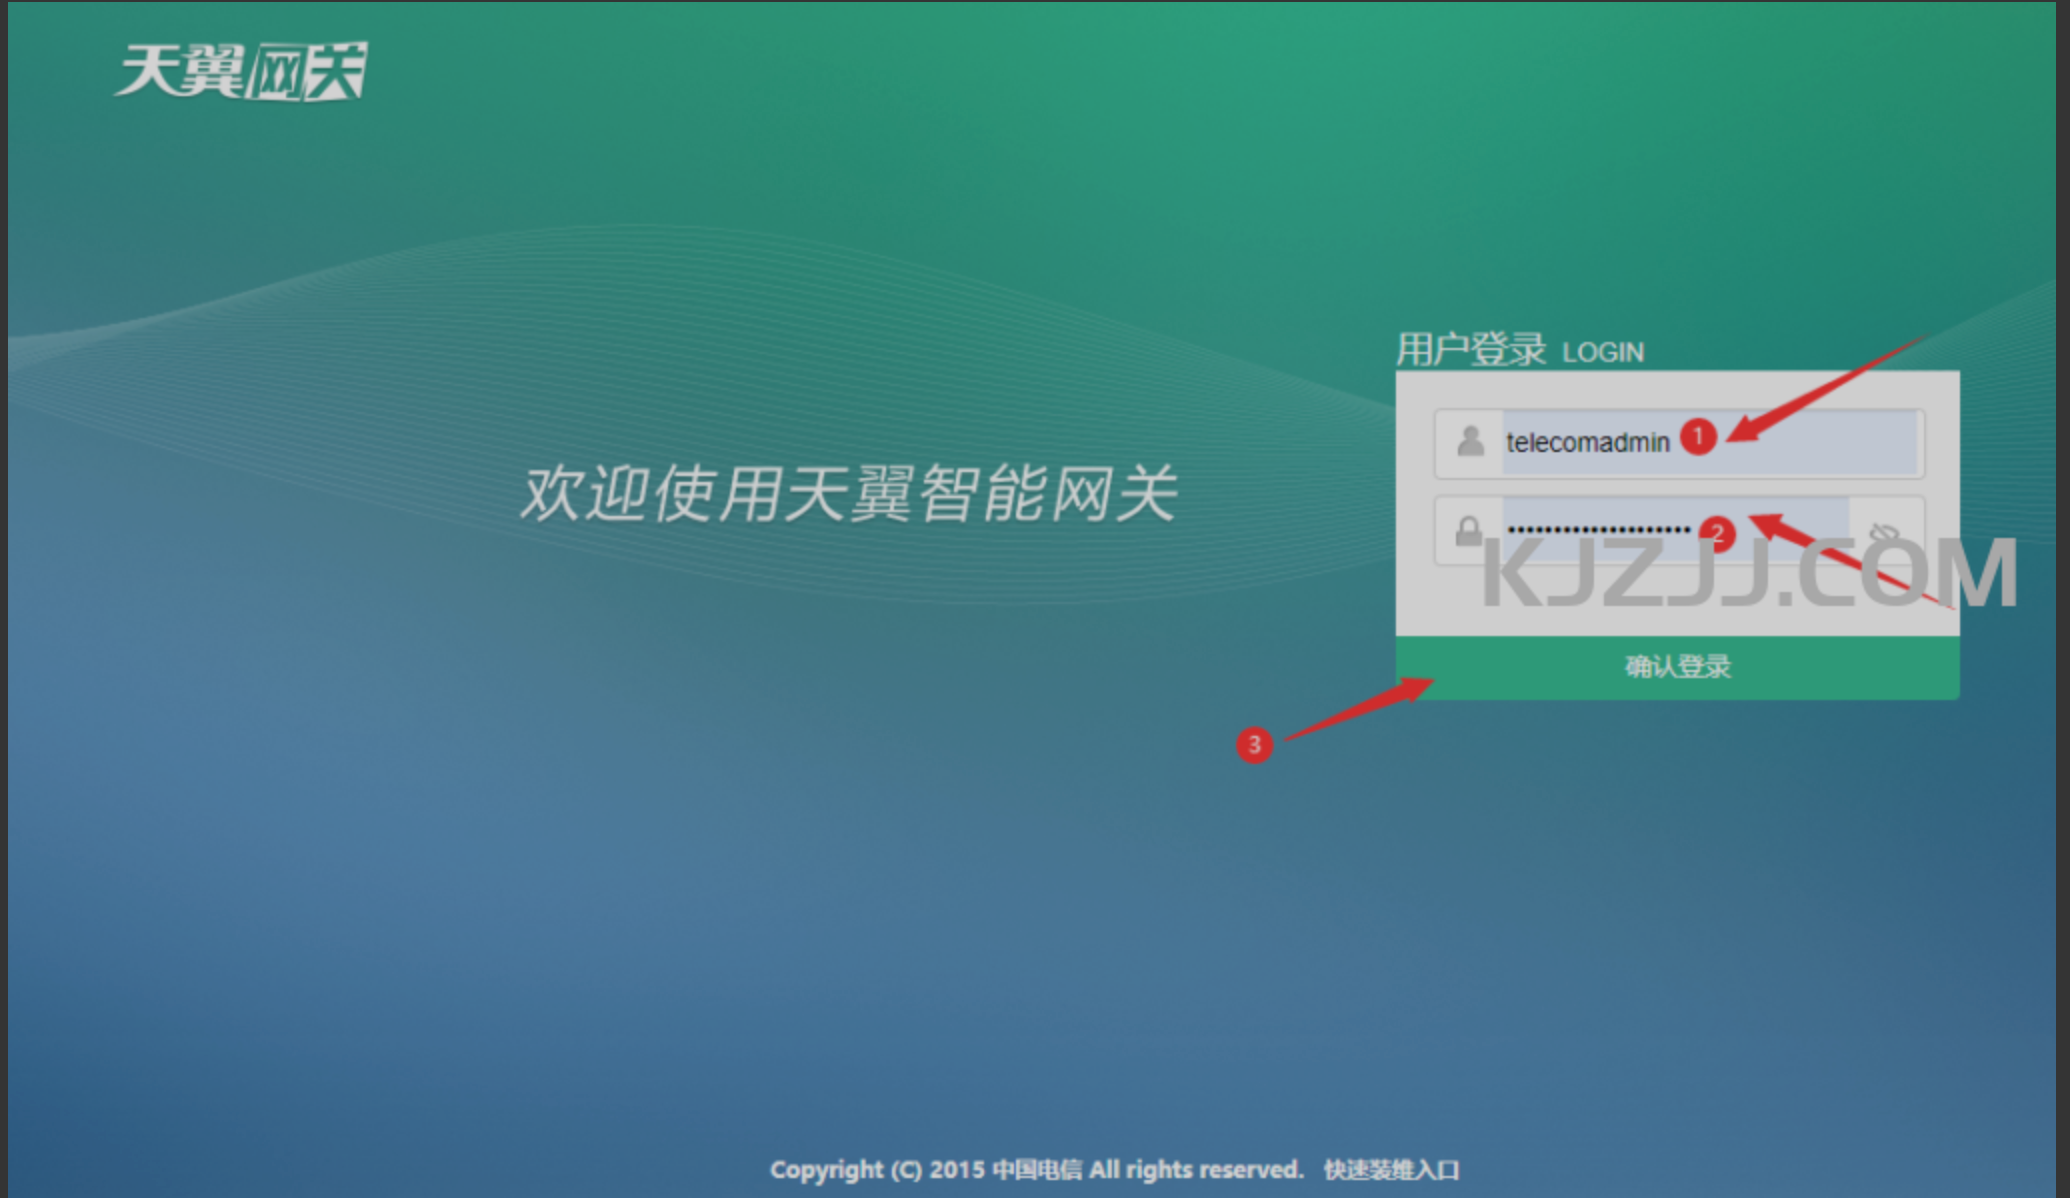 天翼网关
用户登录 LOGIN
telecomadmin 1
欢迎使用天翼智能网关
•••••••••••••••••••• 2
KJZJJ.COM
确认登录
3
Copyright (C) 2015 中国电信 All rights reserved. 快速装维入口